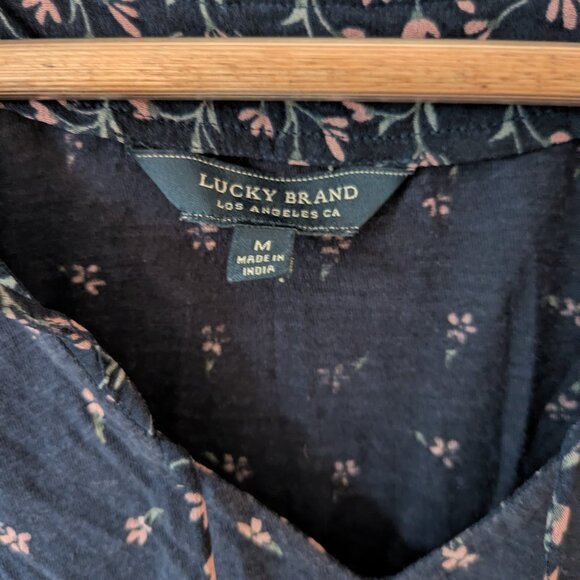 LUCKY BRAND
LOS ANGELES CA
M
MADE IN
INDIA